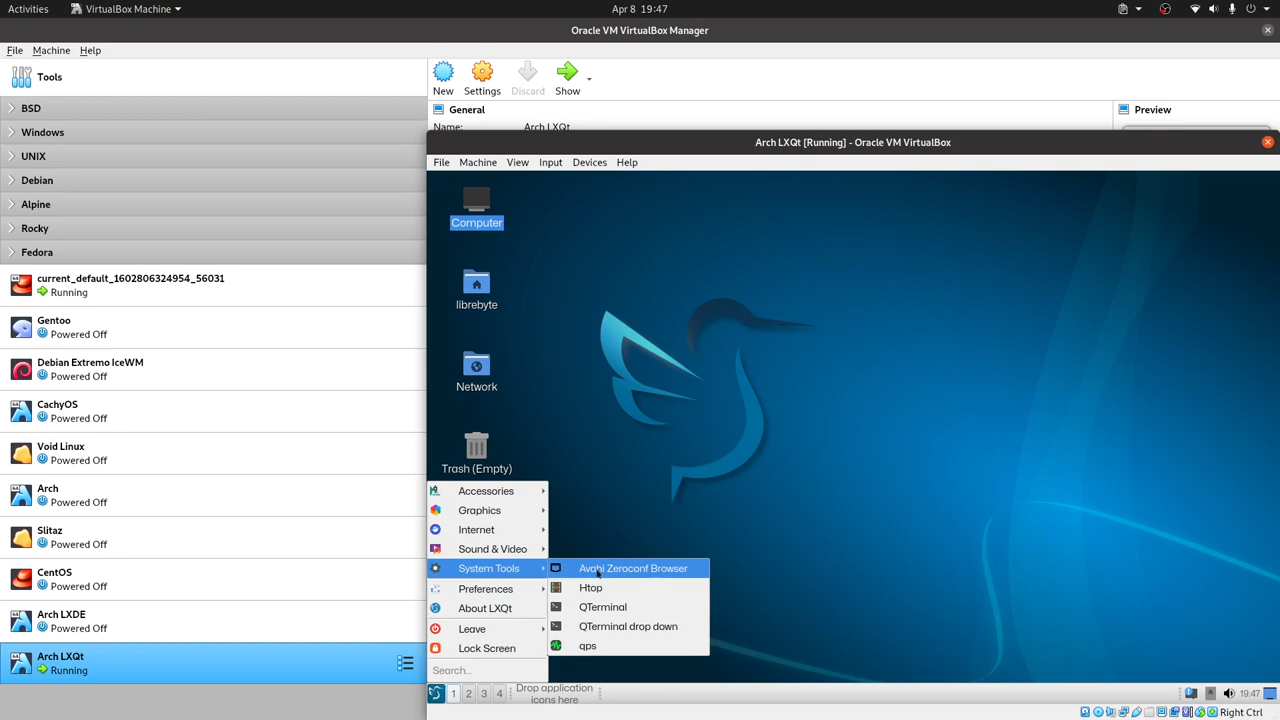 Activities
VirtualBox Machine
Apr 8 19:47
Oracle VM VirtualBox Manager
File Machine Help
Tools
New Settings Discard Show
BSD
Windows
UNIX
Debian
Alpine
Rocky
Fedora
current_default_1602806324954_56031
Running
Gentoo
Powered Off
Debian Extremo IceWM
Powered Off
CachyOS
Powered Off
Void Linux
Powered Off
Arch
Powered Off
Slitaz
Powered Off
CentOS
Powered Off
Arch LXDE
Powered Off
Arch LXQt
Running
General
Name: Arch LXQt
Preview
Arch LXQt [Running] - Oracle VM VirtualBox
File Machine View Input Devices Help
Computer
librebyte
Network
Trash (Empty)
Accessories
Graphics
Internet
Sound & Video
System Tools
Preferences
About LXQt
Leave
Lock Screen
Search...
Avahi Zeroconf Browser
Htop
QTerminal
QTerminal drop down
qps
1 2 3 4
Drop application
icons here
19:47
Right Ctrl